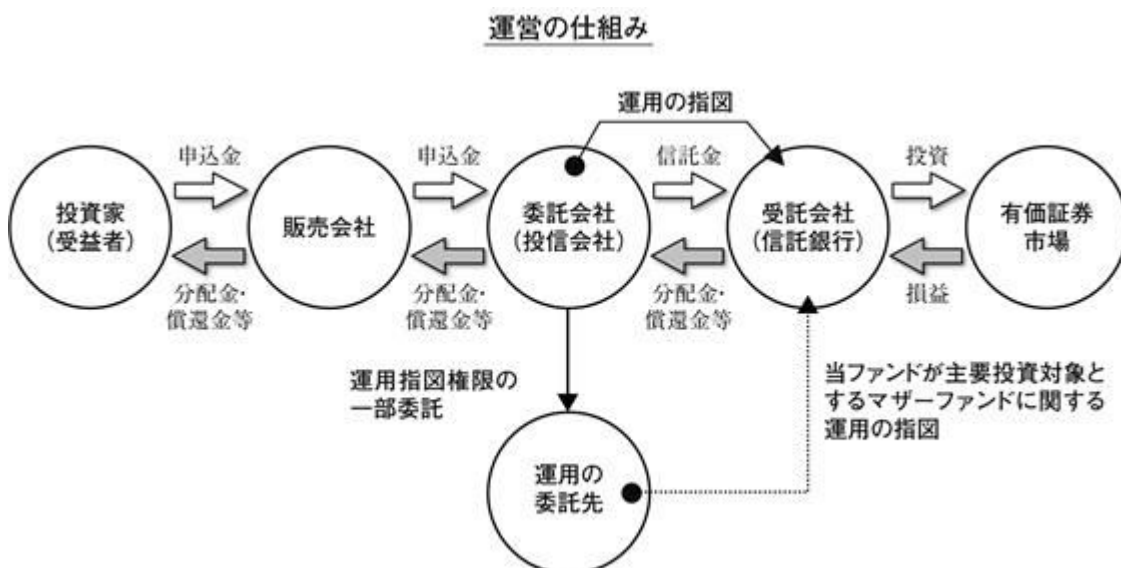 運営の仕組み
運用の指図
申込金
申込金
信託金
投資
投資家
(受益者)
販売会社
委託会社
(投信会社)
受託会社
(信託銀行)
有価証券
市場
分配金・
償還金等
分配金・
償還金等
分配金・
償還金等
損益
運用指図権限の
一部委託
当ファンドが主要投資対象と
するマザーファンドに関する
運用の指図
運用の
委託先